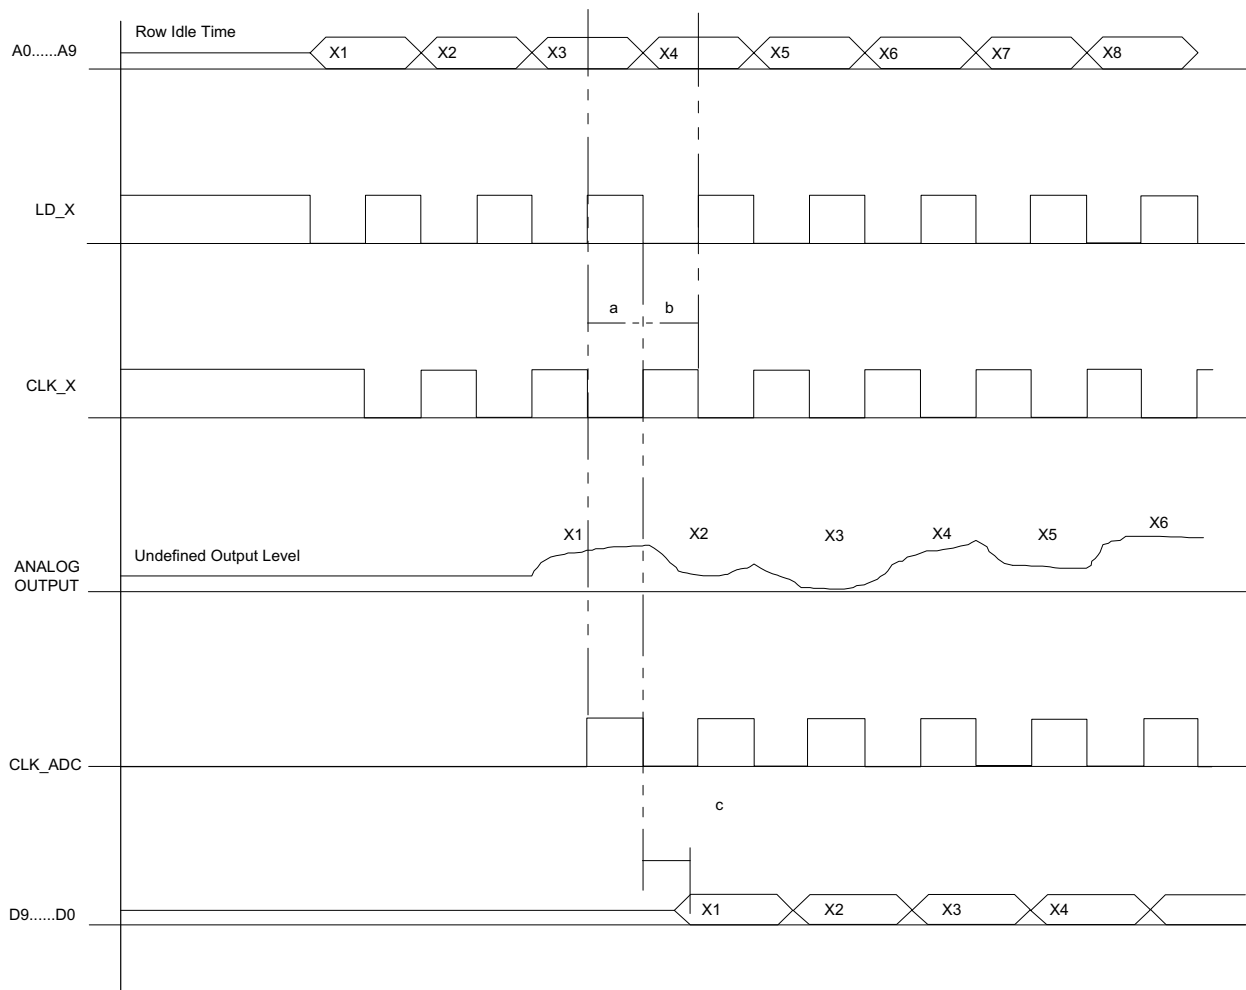 Row Idle Time
A0......A9
X1 X2 X3 X4 X5 X6 X7 X8
LD_X
a b
CLK_X
X1 X2 X3 X4 X5 X6
Undefined Output Level
ANALOG
OUTPUT
CLK_ADC
c
D9......D0
X1 X2 X3 X4